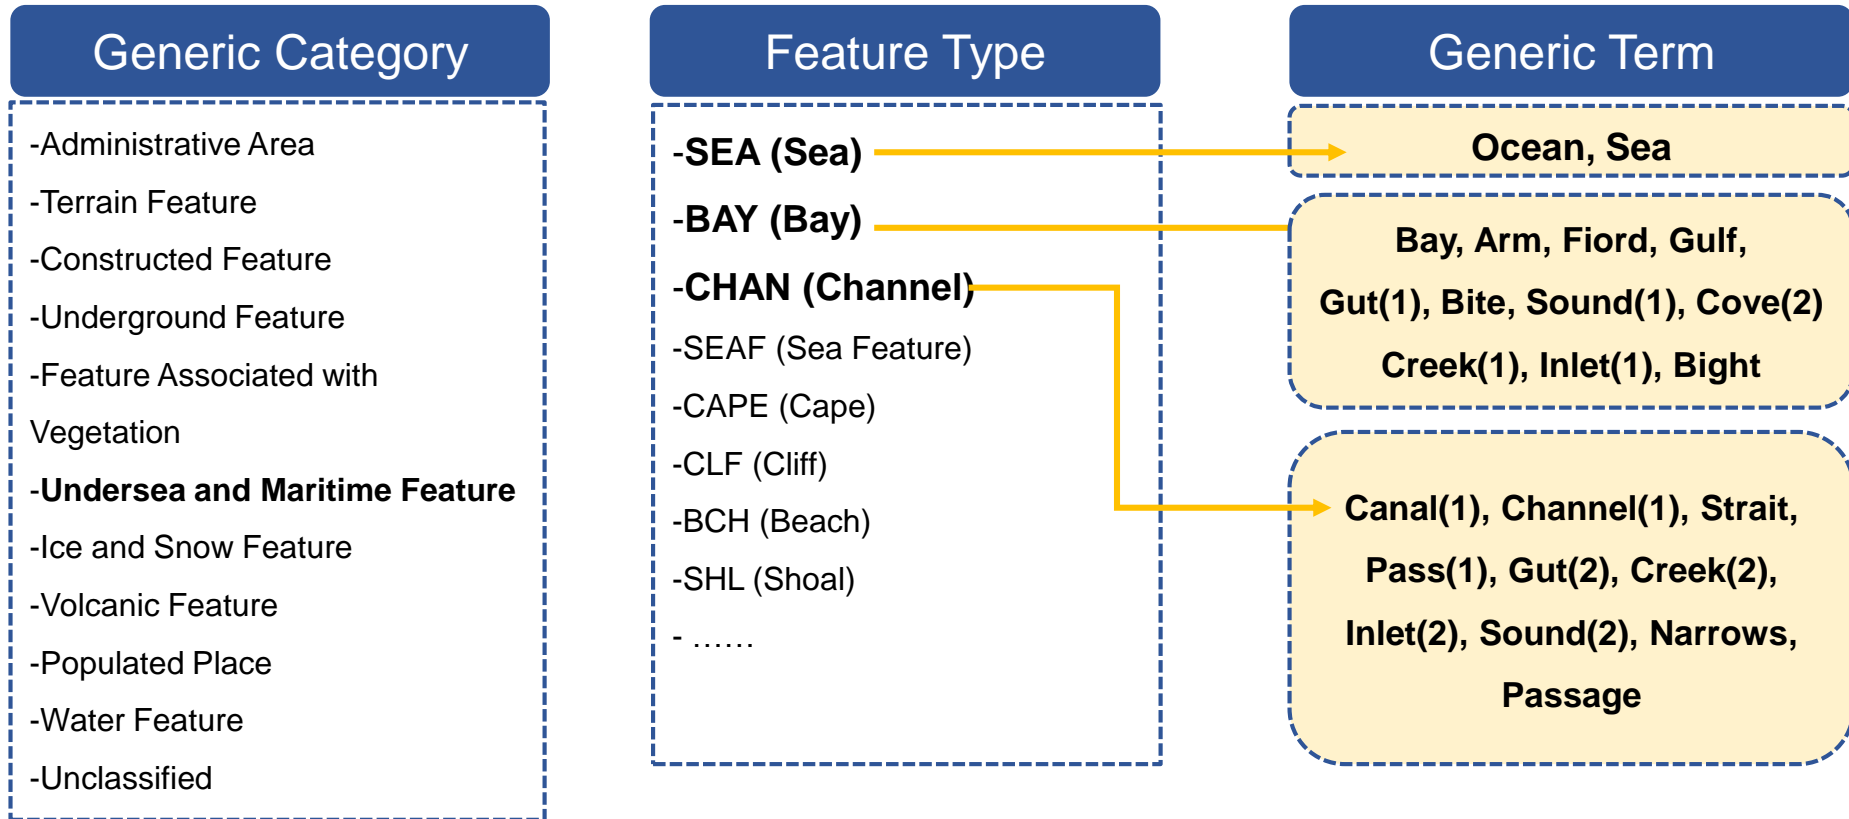 Generic Category
-Administrative Area
-Terrain Feature
-Constructed Feature
-Underground Feature
-Feature Associated with
Vegetation
-Undersea and Maritime Feature
-Ice and Snow Feature
-Volcanic Feature
-Populated Place
-Water Feature
-Unclassified
Feature Type
-SEA (Sea)
-BAY (Bay)
-CHAN (Channel)
-SEAF (Sea Feature)
-CAPE (Cape)
-CLF (Cliff)
-BCH (Beach)
-SHL (Shoal)
- ......
Generic Term
Ocean, Sea
Bay, Arm, Fiord, Gulf,
Gut(1), Bite, Sound(1), Cove(2)
Creek(1), Inlet(1), Bight
Canal(1), Channel(1), Strait,
Pass(1), Gut(2), Creek(2),
Inlet(2), Sound(2), Narrows,
Passage